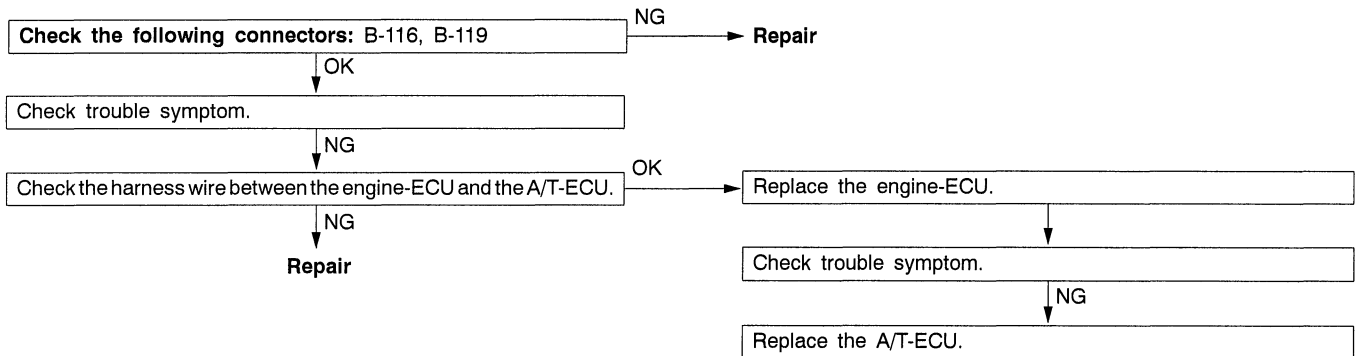 Check the following connectors: B-116, B-119
NG
Repair
OK
Check trouble symptom.
NG
Check the harness wire between the engine-ECU and the A/T-ECU.
OK
Replace the engine-ECU.
NG
Repair
Check trouble symptom.
NG
Replace the A/T-ECU.